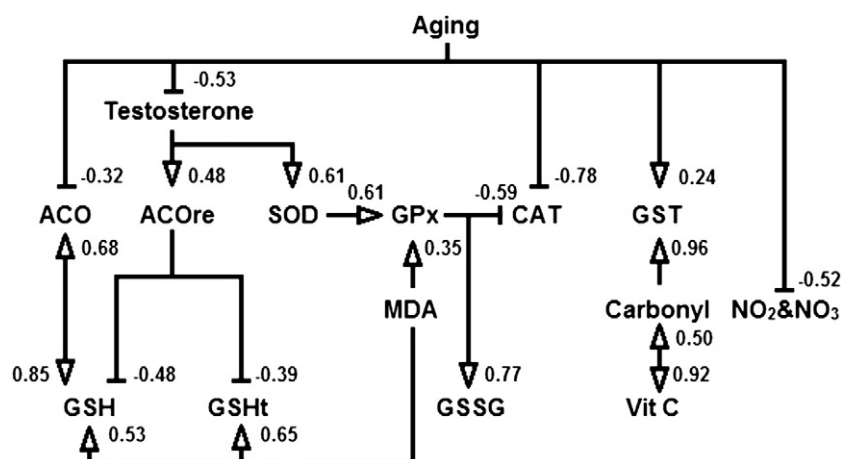 Aging
-0.53
Testosterone
-0.32 0.48 0.61 -0.78 0.24
ACO ACOre SOD 0.61 GPx -0.59 CAT GST
0.68 0.35 0.96
-0.52
MDA Carbonyl NO₂&NO₃
0.50
0.85 -0.48 -0.39 0.77 0.92
GSH GSHt GSSG Vit C
0.53 0.65